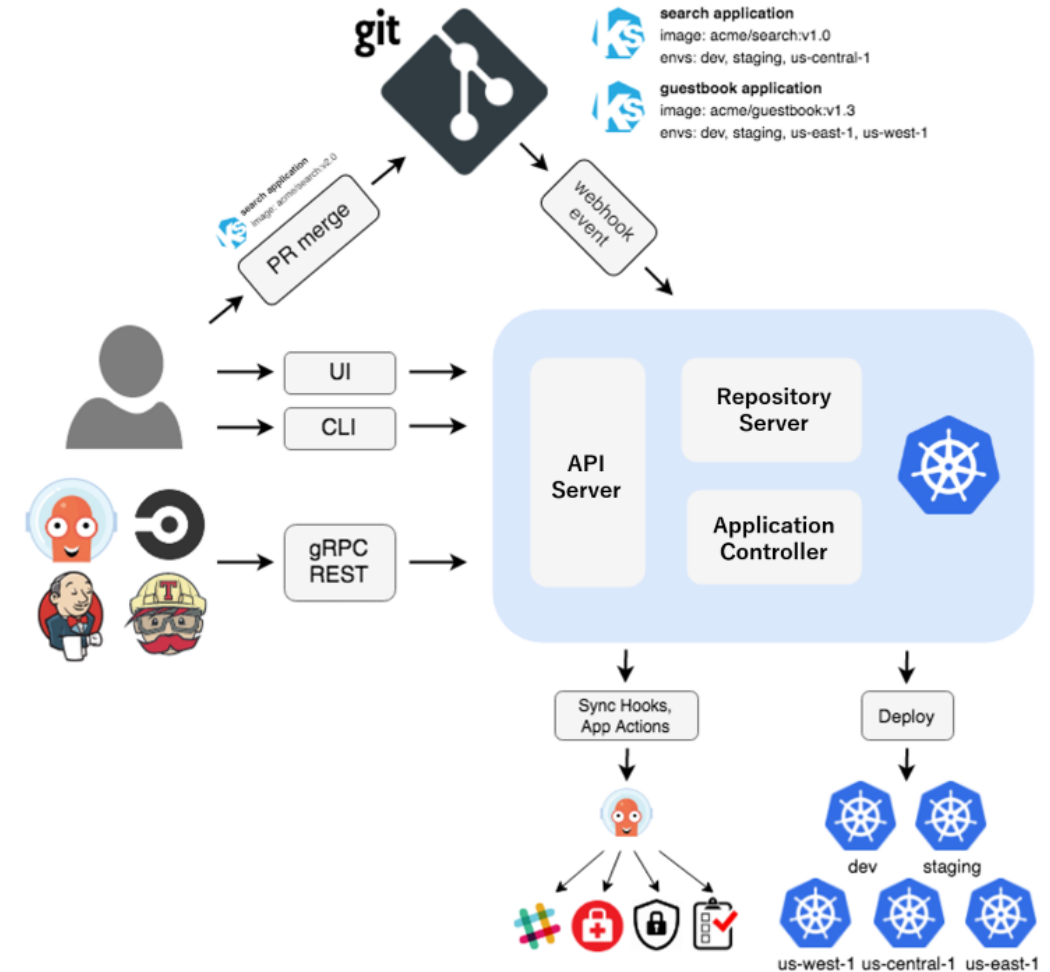 git
search application
image: acme/search:v1.0
envs: dev, staging, us-central-1
guestbook application
image: acme/guestbook:v1.3
envs: dev, staging, us-east-1, us-west-1
Ks
Ks
search application
image: acme/search:v2.0
Ks
PR merge
webhook
event
UI
CLI
gRPC
REST
API
Server
Repository
Server
Application
Controller
T
Sync Hooks,
App Actions
Deploy
dev
staging
us-west-1
us-central-1
us-east-1